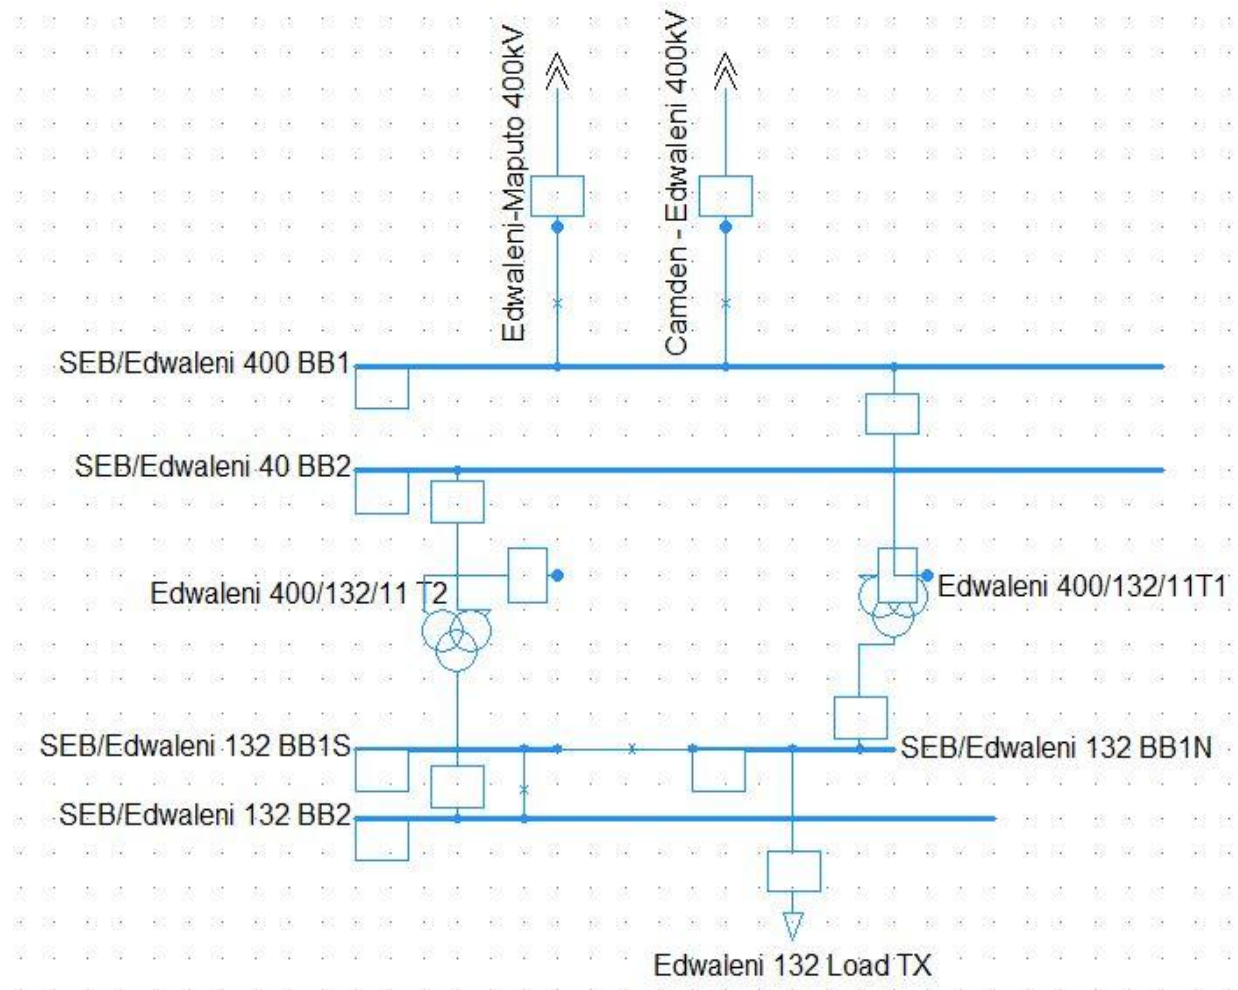 Edwaleni-Maputo 400kV
Camden - Edwaleni 400kV
SEB/Edwaleni 400 BB1
SEB/Edwaleni 40 BB2
Edwaleni 400/132/11 T2
Edwaleni 400/132/11T1
SEB/Edwaleni 132 BB1S
SEB/Edwaleni 132 BB1N
SEB/Edwaleni 132 BB2
Edwaleni 132 Load TX